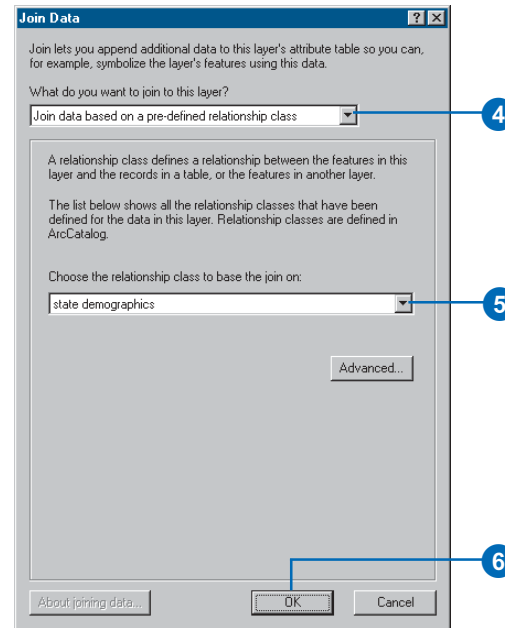 Join Data
Join lets you append additional data to this layer's attribute table so you can,
for example, symbolize the layer's features using this data.
What do you want to join to this layer?
Join data based on a pre-defined relationship class
4
A relationship class defines a relationship between the features in this
layer and the records in a table, or the features in another layer.
The list below shows all the relationship classes that have been
defined for the data in this layer. Relationship classes are defined in
ArcCatalog.
Choose the relationship class to base the join on:
state demographics
5
Advanced...
6
About joining data...
OK
Cancel